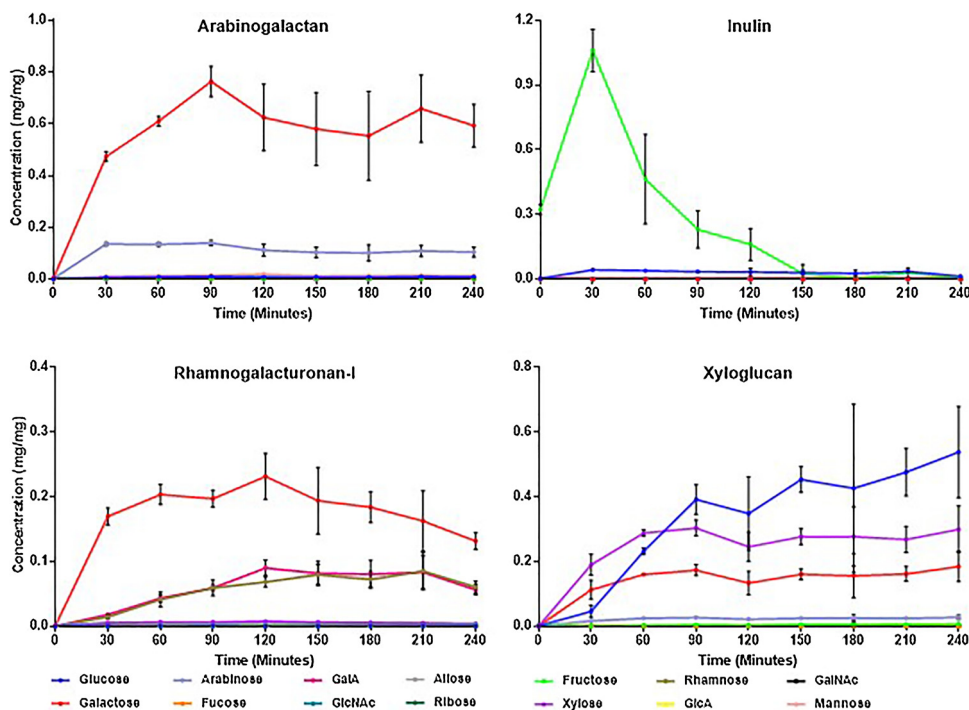 Arabinogalactan
Concentration (mg/mg)
1.0
0.8
0.6
0.4
0.2
0.0
0 30 60 90 120 150 180 210 240
Time (Minutes)
Inulin
1.2
0.9
0.6
0.3
0.0
0 30 60 90 120 150 180 210 240
Time (Minutes)
Rhamnogalacturonan-I
Concentration (mg/mg)
0.4
0.3
0.2
0.1
0.0
0 30 60 90 120 150 180 210 240
Time (Minutes)
Xyloglucan
0.8
0.6
0.4
0.2
0.0
0 30 60 90 120 150 180 210 240
Time (Minutes)
Glucose Arabinose GalA Allose Fructose Rhamnose GalNAc
Galactose Fucose GlcNAc Ribose Xylose GlcA Mannose